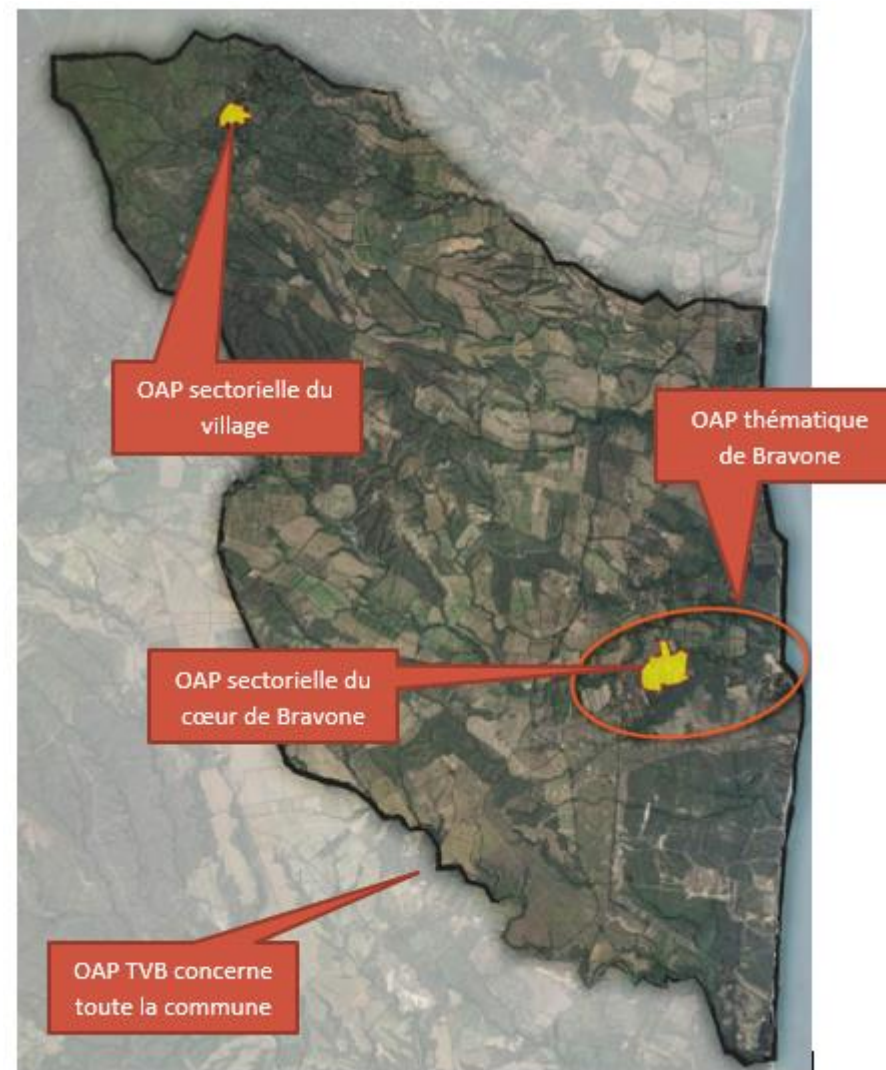 OAP sectorielle du
village
OAP thématique
de Bravone
OAP sectorielle du
cœur de Bravone
OAP TVB concerne
toute la commune